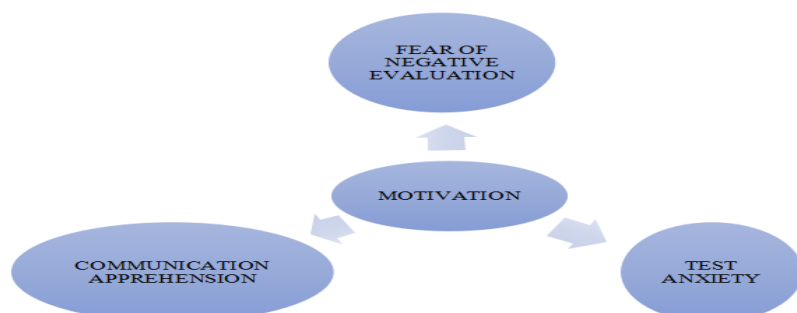 FEAR OF
NEGATIVE
EVALUATION
MOTIVATION
COMMUNICATION
APPREHENSION
TEST
ANXIETY